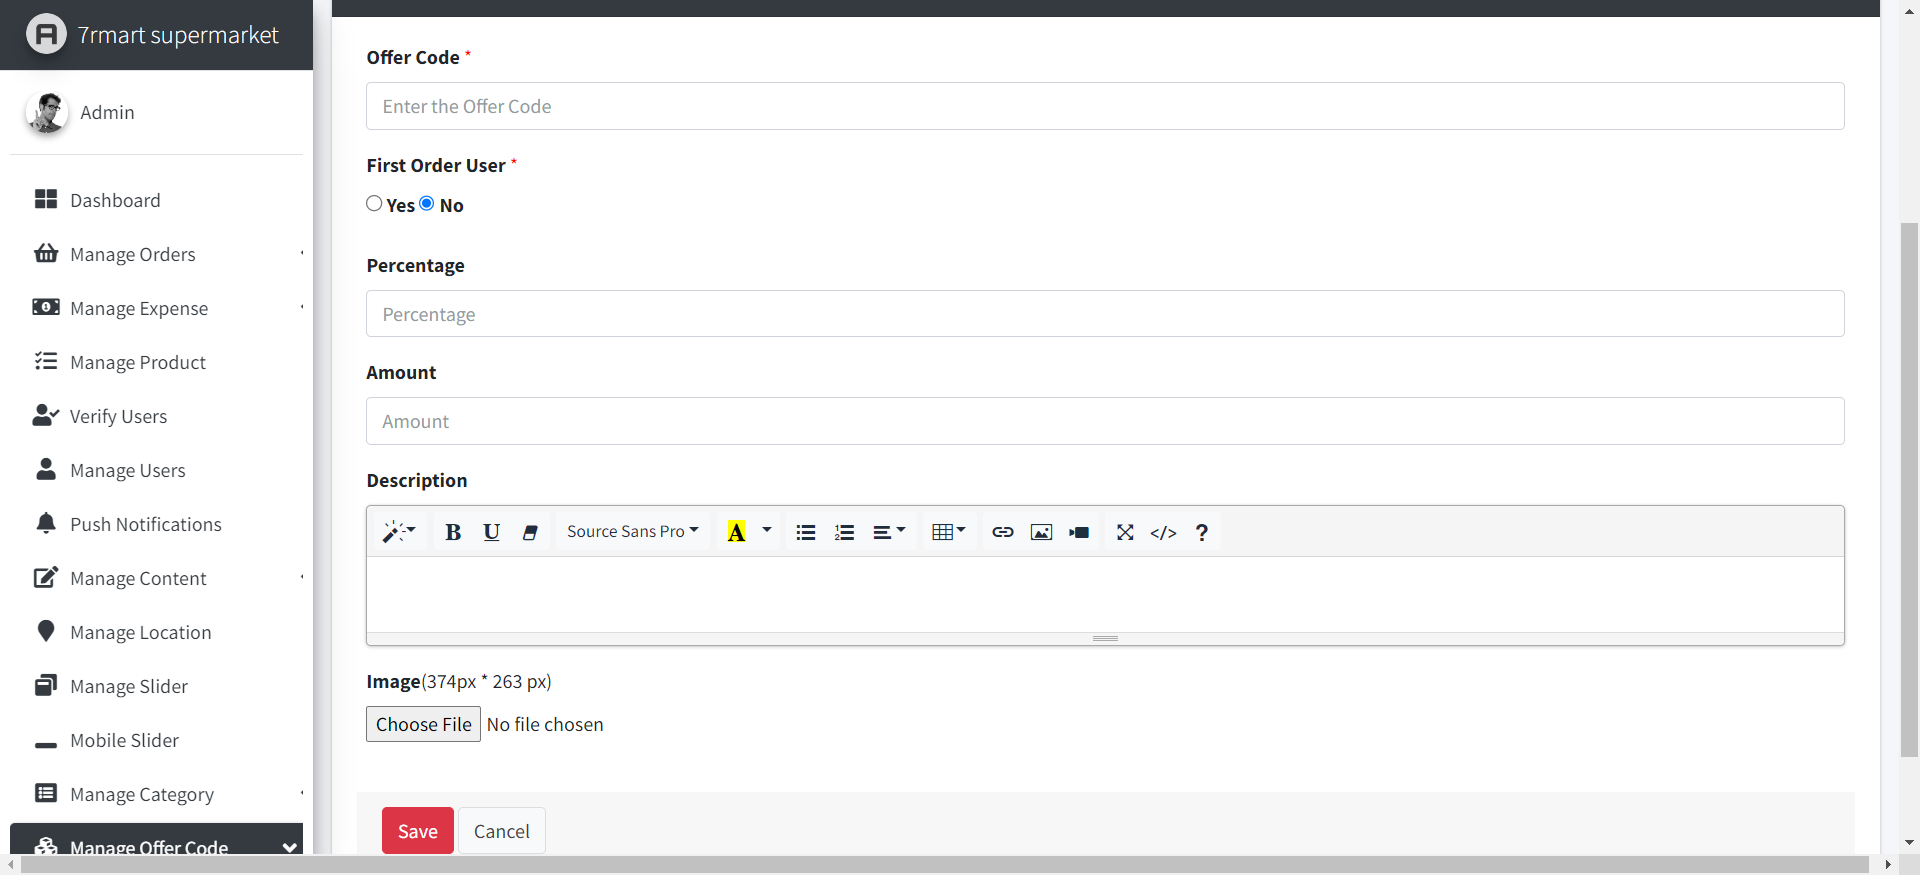 7rmart supermarket
Admin
Dashboard
Manage Orders
Manage Expense
Manage Product
Verify Users
Manage Users
Push Notifications
Manage Content
Manage Location
Manage Slider
Mobile Slider
Manage Category
Manage Offer Code
Offer Code *
Enter the Offer Code
First Order User *
Yes No
Percentage
Percentage
Amount
Amount
Description
B U Source Sans Pro A </> ?
Image(374px * 263 px)
Choose File No file chosen
Save Cancel